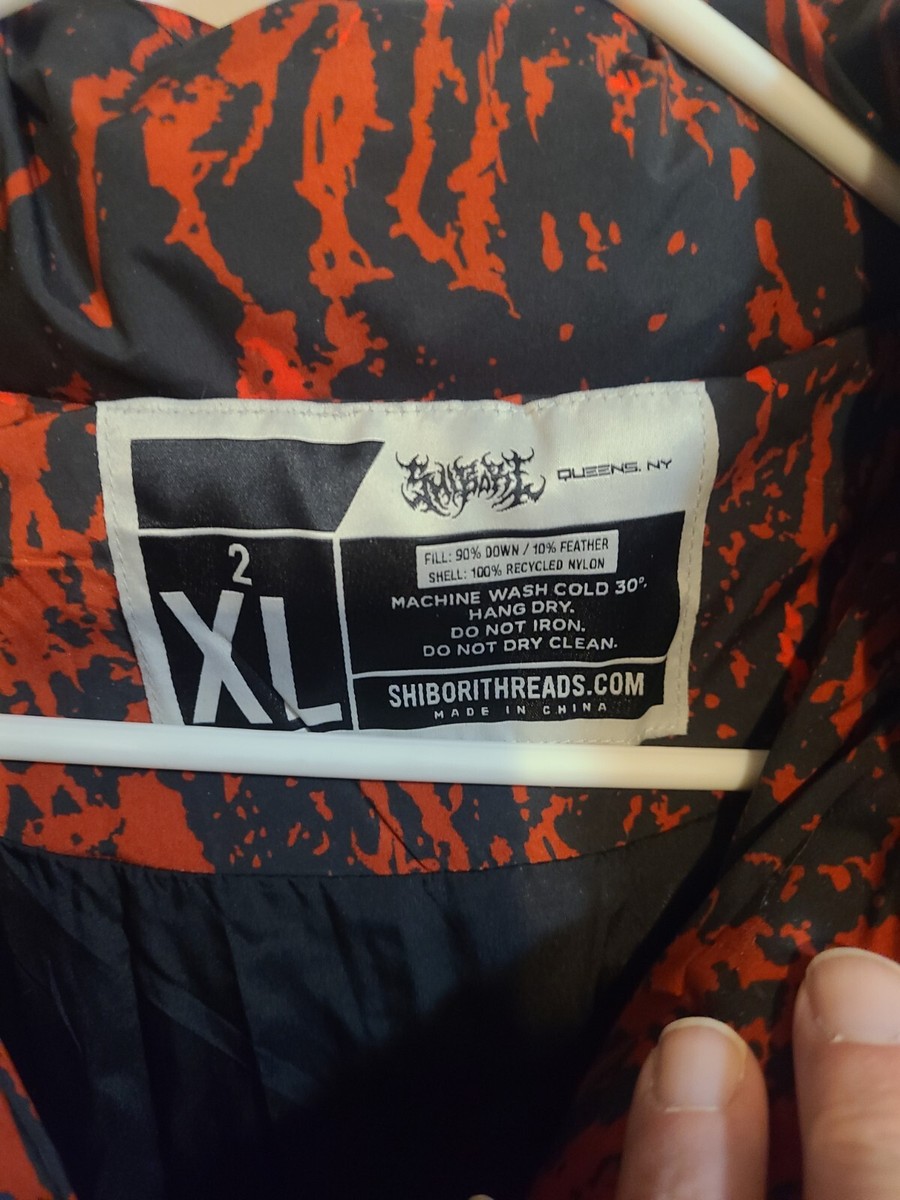 SHIBORI QUEENS, NY
2
XL
FILL: 90% DOWN / 10% FEATHER
SHELL: 100% RECYCLED NYLON
MACHINE WASH COLD 30°.
HANG DRY.
DO NOT IRON.
DO NOT DRY CLEAN.
SHIBORITHREADS.COM
MADE IN CHINA